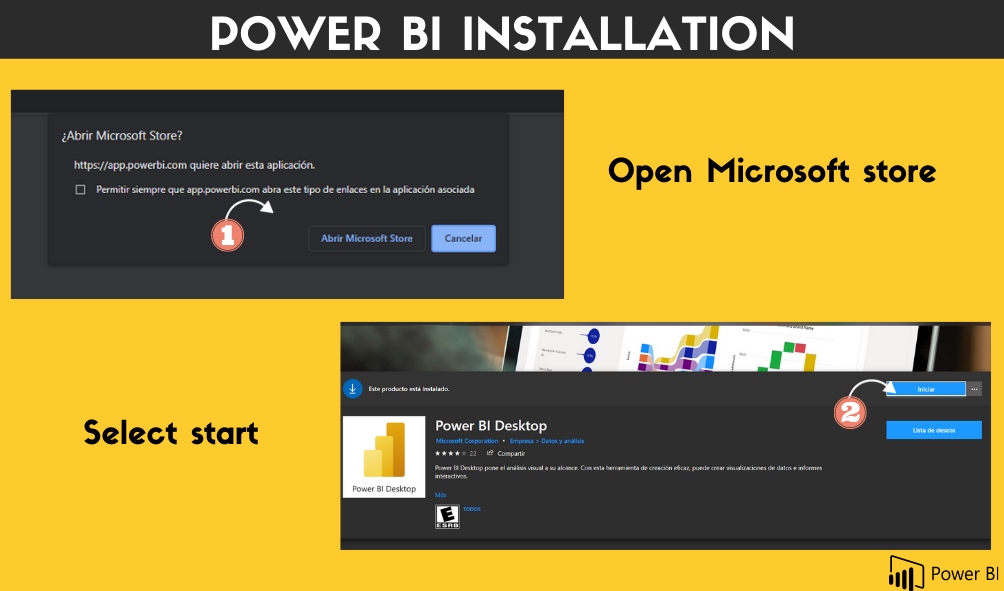 POWER BI INSTALLATION
¿Abrir Microsoft Store?
https://app.powerbi.com quiere abrir esta aplicación.
Permitir siempre que app.powerbi.com abra este tipo de enlaces en la aplicación asociada
1
Abrir Microsoft Store
Cancelar
Open Microsoft store
Select start
Este producto está instalado.
2
Iniciar
...
Lista de deseos
Power BI Desktop
Power BI Desktop
Microsoft Corporation • Empresa > Datos y análisis
22 Compartir
Power BI Desktop pone el análisis visual a su alcance. Con esta herramienta de creación eficaz, puede crear visualizaciones de datos e informes
interactivos.
Más
E
ESRB
TODOS
Power BI